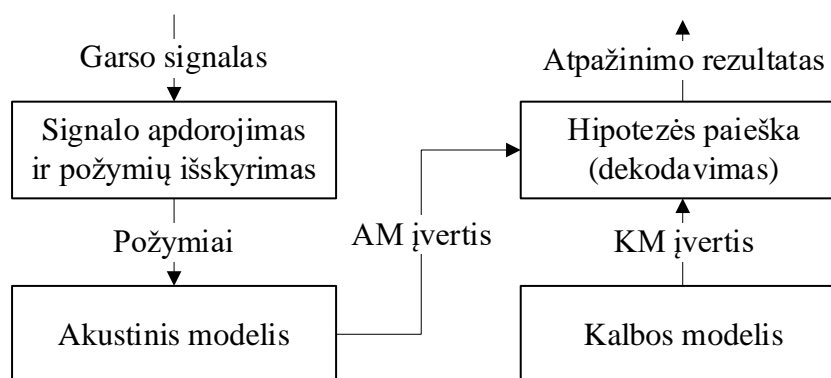 Garso signalas
Signalo apdorojimas
ir požymių išskyrimas
Požymiai
Akustinis modelis
AM įvertis
Atpažinimo rezultatas
Hipotezės paieška
(dekodavimas)
KM įvertis
Kalbos modelis